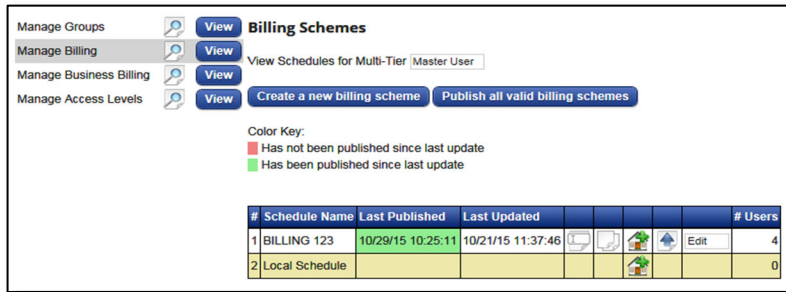 Manage Groups View
Manage Billing View
Manage Business Billing View
Manage Access Levels View
Billing Schemes
View Schedules for Multi-Tier Master User
Create a new billing scheme Publish all valid billing schemes
Color Key:
Has not been published since last update
Has been published since last update
# Schedule Name Last Published Last Updated # Users
1 BILLING 123 10/29/15 10:25:11 10/21/15 11:37:46 Edit 4
2 Local Schedule 0